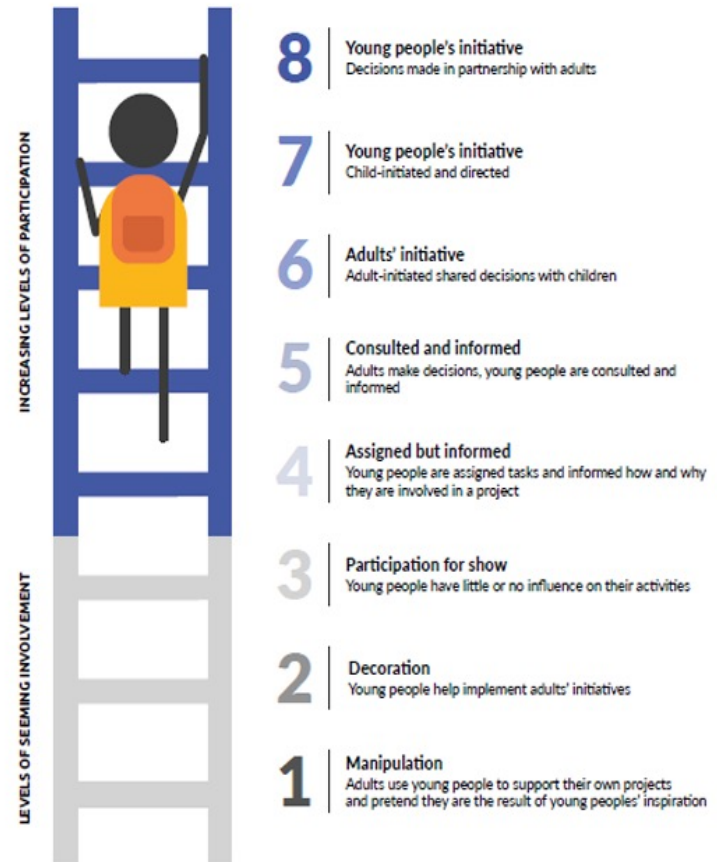 INCREASING LEVELS OF PARTICIPATION
LEVELS OF SEEMING INVOLVEMENT
8
Young people's initiative
Decisions made in partnership with adults
7
Young people's initiative
Child-initiated and directed
6
Adults' initiative
Adult-initiated shared decisions with children
5
Consulted and informed
Adults make decisions, young people are consulted and
informed
4
Assigned but informed
Young people are assigned tasks and informed how and why
they are involved in a project
3
Participation for show
Young people have little or no influence on their activities
2
Decoration
Young people help implement adults' initiatives
1
Manipulation
Adults use young people to support their own projects
and pretend they are the result of young peoples' inspiration